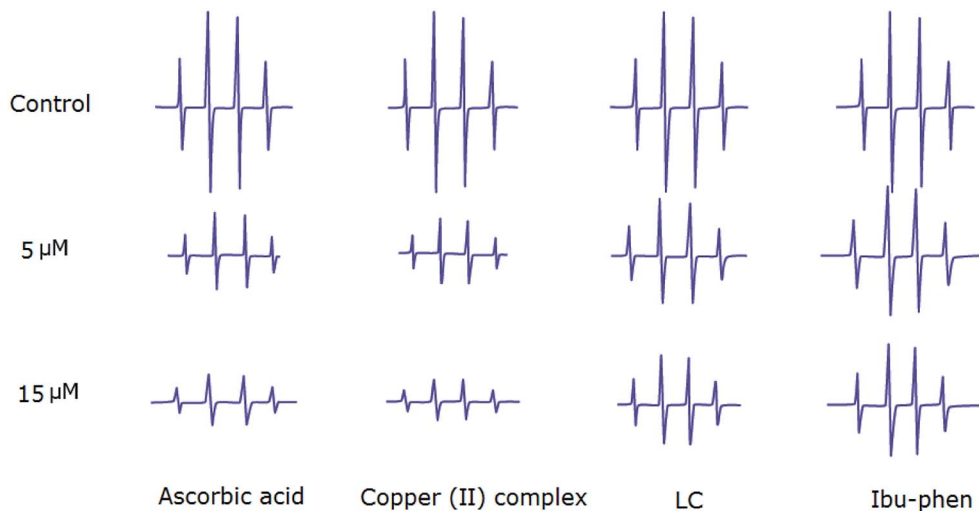 Control
5 µM
15 µM
Ascorbic acid
Copper (II) complex
LC
Ibu-phen